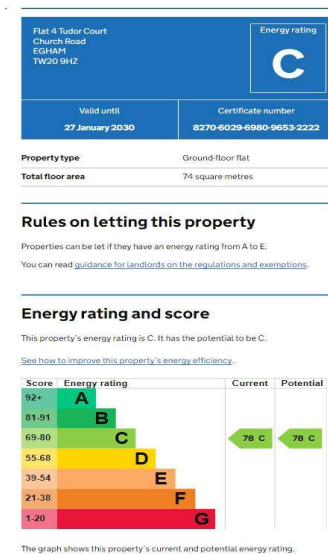 Flat 4 Tudor Court
Church Road
EGHAM
TW20 9HZ
Energy rating
C
Valid until
27 January 2030
Certificate number
8270-6029-6980-9653-2222
Property type
Ground-floor flat
Total floor area
74 square metres
Rules on letting this property
Properties can be let if they have an energy rating from A to E.
You can read guidance for landlords on the regulations and exemptions.
Energy rating and score
This property's energy rating is C. It has the potential to be C.
See how to improve this property's energy efficiency.
Score Energy rating Current Potential
92+ A
81-91 B
69-80 C 78 C 78 C
55-68 D
39-54 E
21-38 F
1-20 G
The graph shows this property's current and potential energy rating.